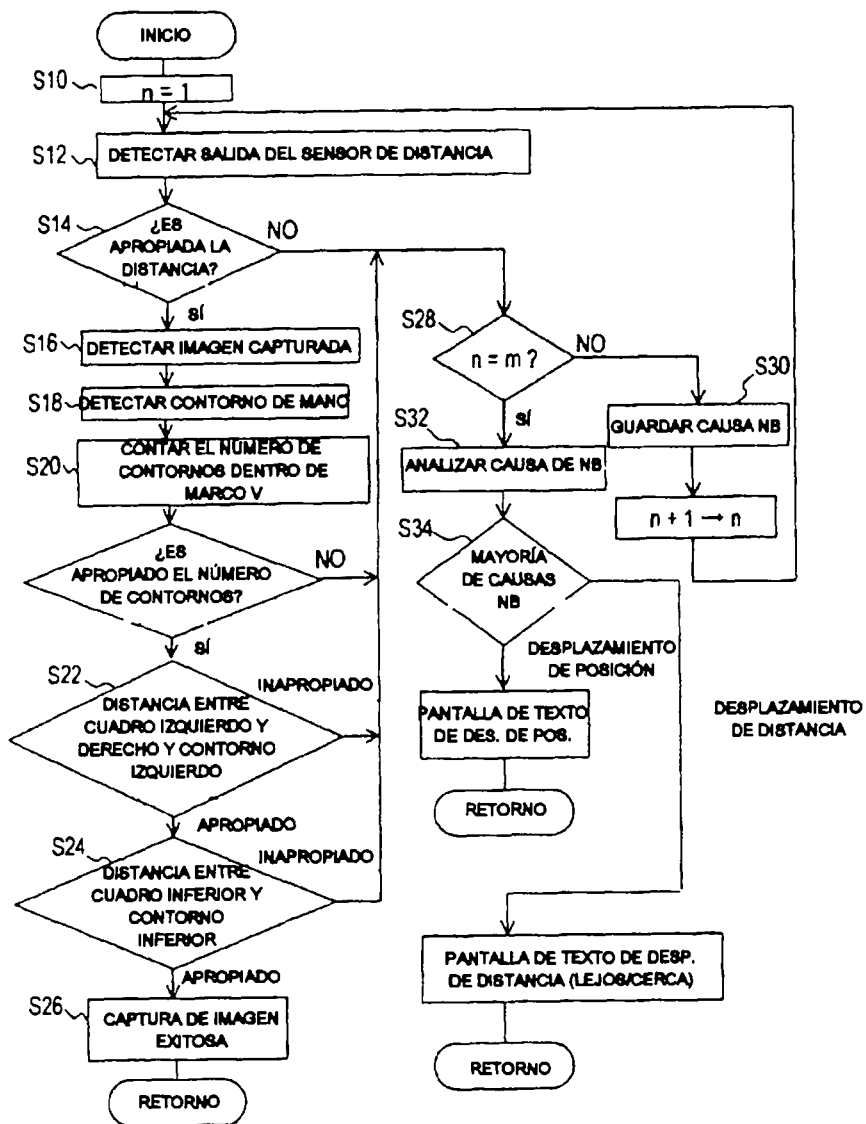 INICIO
S10
n = 1
S12
DETECTAR SALIDA DEL SENSOR DE DISTANCIA
S14
¿ES
APROPIADA LA
DISTANCIA?
NO
SÍ
S16
DETECTAR IMAGEN CAPTURADA
S18
DETECTAR CONTORNO DE MANO
S20
CONTAR EL NÚMERO DE
CONTORNOS DENTRO DE
MARCO V
¿ES
APROPIADO EL NÚMERO
DE CONTORNOS?
NO
SÍ
S22
DISTANCIA ENTRE
CUADRO IZQUIERDO Y
DERECHO Y CONTORNO
IZQUIERDO
INAPROPIADO
APROPIADO
S24
DISTANCIA ENTRE
CUADRO INFERIOR Y
CONTORNO
INFERIOR
INAPROPIADO
APROPIADO
S26
CAPTURA DE IMAGEN
EXITOSA
RETORNO
S28
n = m ?
NO
SÍ
S30
GUARDAR CAUSA NB
n + 1 → n
S32
ANALIZAR CAUSA DE NB
S34
MAYORÍA
DE CAUSAS
NB
DESPLAZAMIENTO
DE POSICIÓN
PANTALLA DE TEXTO
DE DES. DE POS.
RETORNO
DESPLAZAMIENTO
DE DISTANCIA
PANTALLA DE TEXTO DE DESP.
DE DISTANCIA (LEJOS/CERCA)
RETORNO